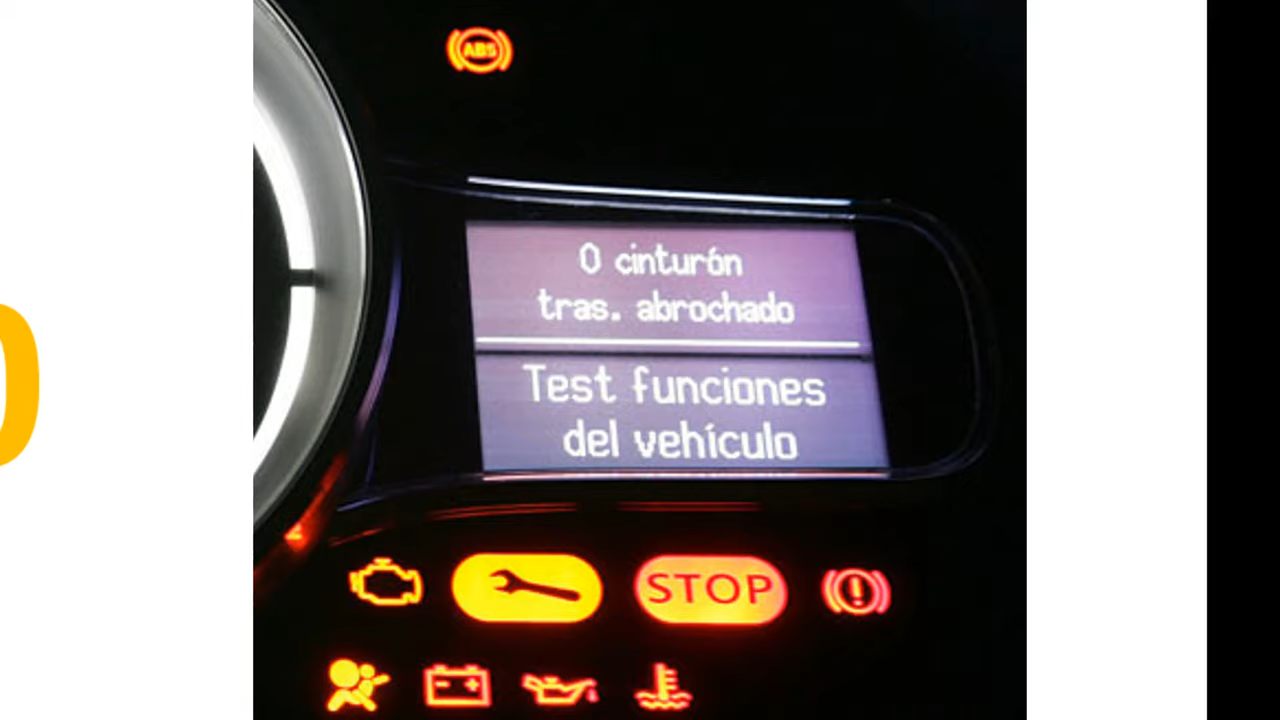 ABS
0 cinturón
tras. abrochado
Test funciones
del vehículo
STOP